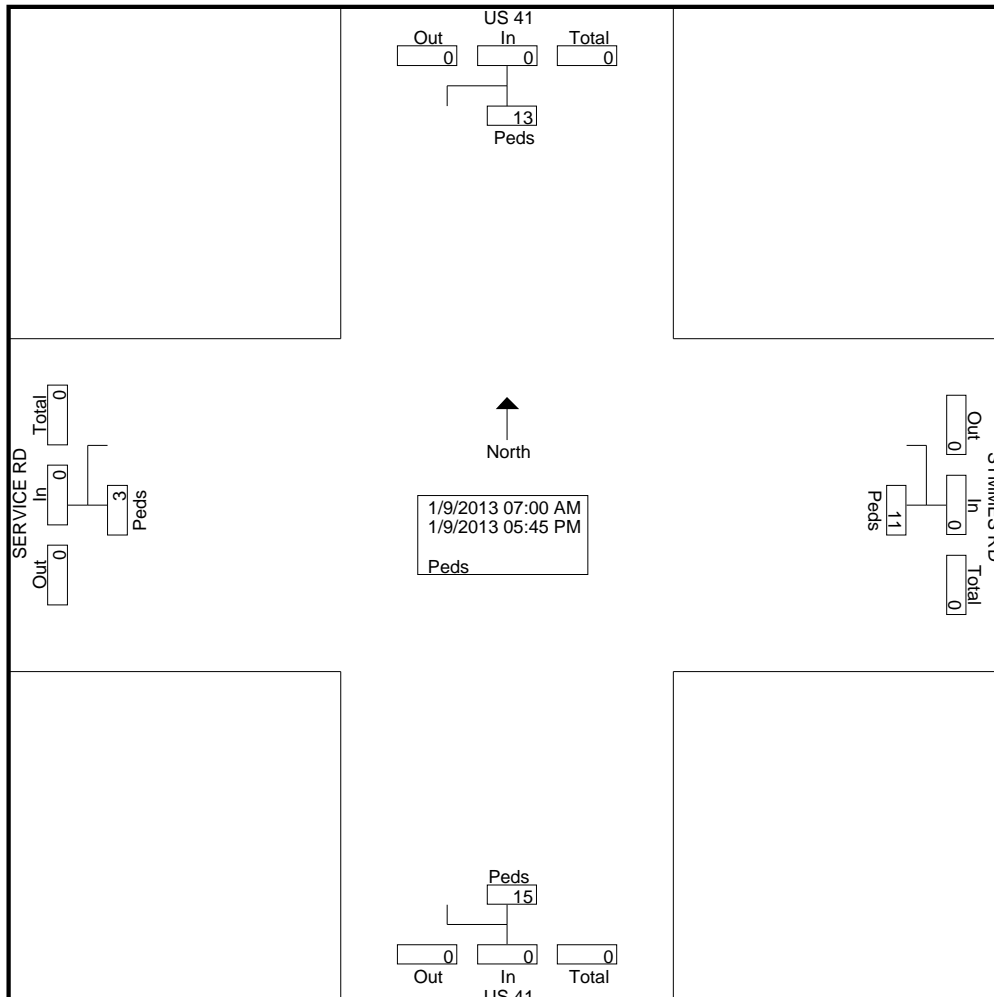 US 41
Out In Total
0 0 0
13
Peds
SERVICE RD
Total In Out
0 0 0
3
Peds
North
1/9/2013 07:00 AM
1/9/2013 05:45 PM
Peds
Out In Total
0 0 0
11
Peds
Peds
15
0 0 0
Out In Total
US 41